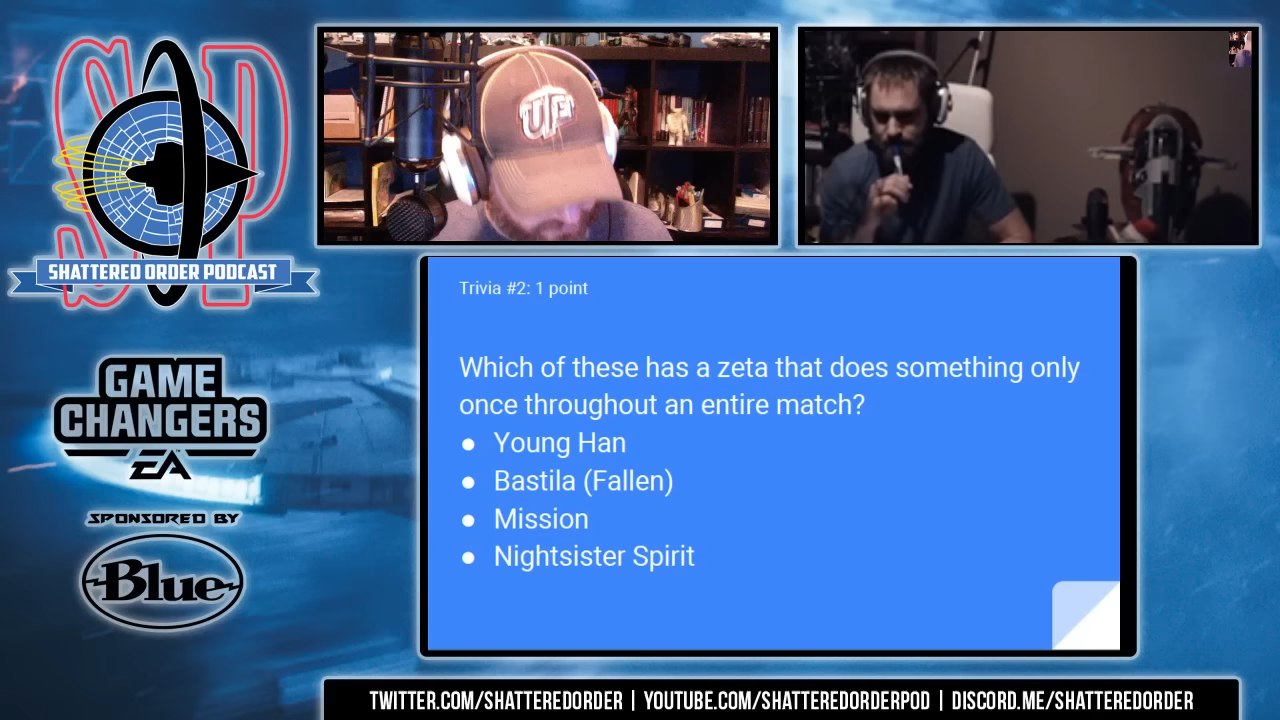 SOP
SHATTERED ORDER PODCAST
GAME
CHANGERS
EA
SPONSORED BY
Blue
Trivia #2: 1 point
Which of these has a zeta that does something only
once throughout an entire match?
● Young Han
● Bastila (Fallen)
● Mission
● Nightsister Spirit
TWITTER.COM/SHATTEREDORDER | YOUTUBE.COM/SHATTEREDORDERPOD | DISCORD.ME/SHATTEREDORDER